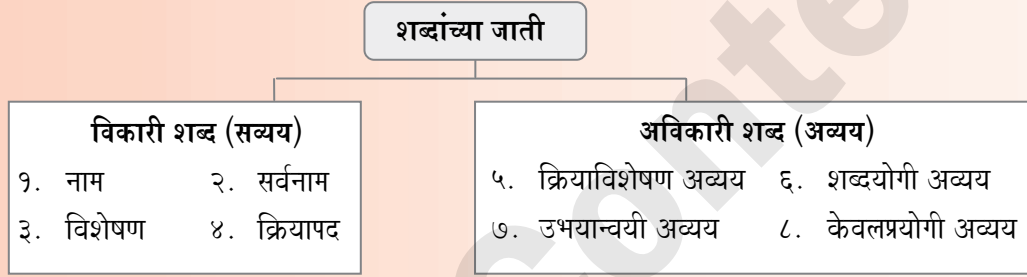 शब्दांच्या जाती
विकारी शब्द (सव्यय)
१. नाम २. सर्वनाम
३. विशेषण ४. क्रियापद
अविकारी शब्द (अव्यय)
५. क्रियाविशेषण अव्यय ६. शब्दयोगी अव्यय
७. उभयान्वयी अव्यय ८. केवलप्रयोगी अव्यय
Conte